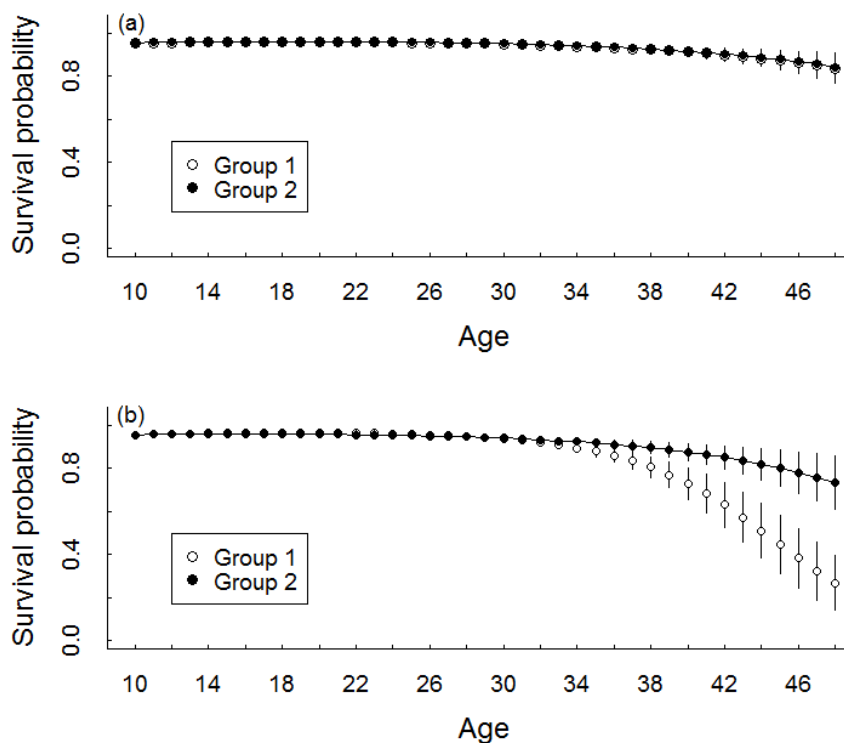 (a)
Survival probability
0.8
0.4
0.0
Group 1
Group 2
10 14 18 22 26 30 34 38 42 46
Age
(b)
Survival probability
0.8
0.4
0.0
Group 1
Group 2
10 14 18 22 26 30 34 38 42 46
Age